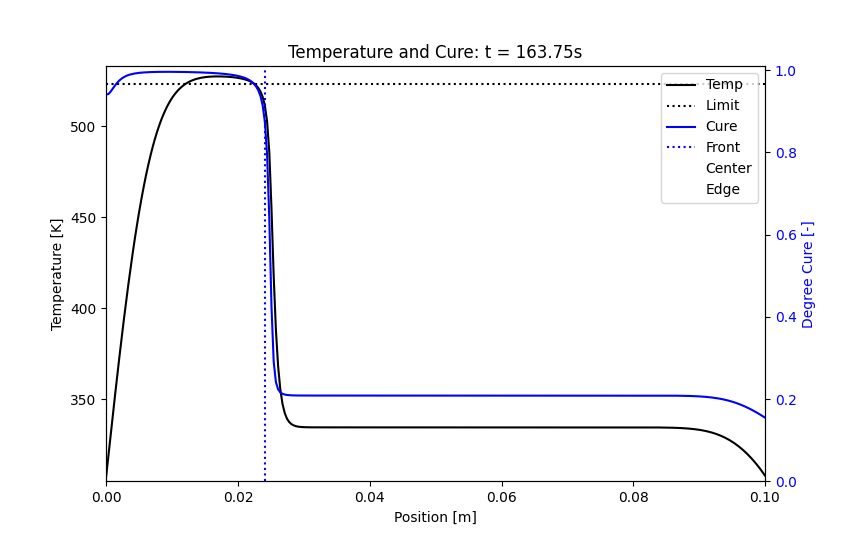 Temperature and Cure: t = 163.75s
Temperature [K]
500
450
400
350
Temp
Limit
Cure
Front
Center
Edge
1.0
0.8
0.6
0.4
0.2
0.0
Degree Cure [-]
0.00
0.02
0.04
0.06
0.08
0.10
Position [m]